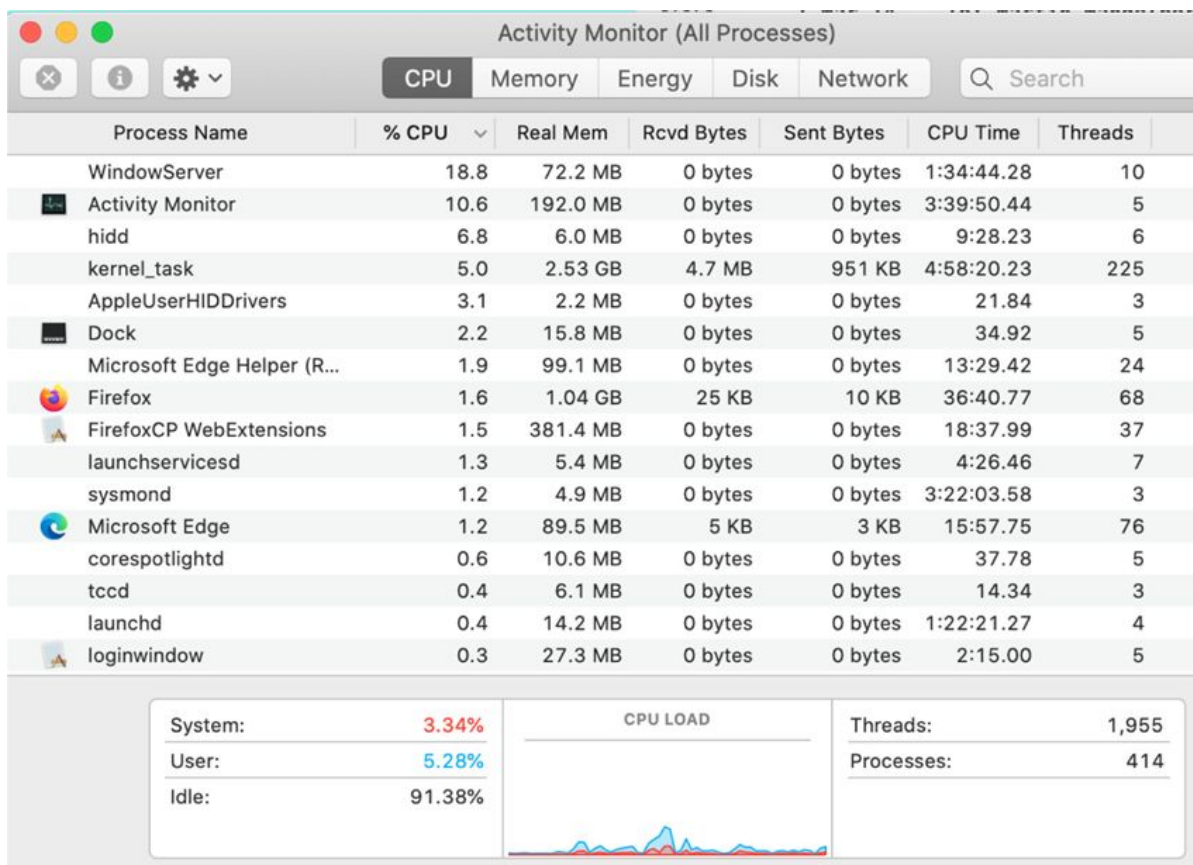 Activity Monitor (All Processes)
CPU Memory Energy Disk Network Search
Process Name % CPU Real Mem Rcvd Bytes Sent Bytes CPU Time Threads
WindowServer 18.8 72.2 MB 0 bytes 0 bytes 1:34:44.28 10
Activity Monitor 10.6 192.0 MB 0 bytes 0 bytes 3:39:50.44 5
hidd 6.8 6.0 MB 0 bytes 0 bytes 9:28.23 6
kernel_task 5.0 2.53 GB 4.7 MB 951 KB 4:58:20.23 225
AppleUserHIDDrivers 3.1 2.2 MB 0 bytes 0 bytes 21.84 3
Dock 2.2 15.8 MB 0 bytes 0 bytes 34.92 5
Microsoft Edge Helper (R... 1.9 99.1 MB 0 bytes 0 bytes 13:29.42 24
Firefox 1.6 1.04 GB 25 KB 10 KB 36:40.77 68
FirefoxCP WebExtensions 1.5 381.4 MB 0 bytes 0 bytes 18:37.99 37
launchservicesd 1.3 5.4 MB 0 bytes 0 bytes 4:26.46 7
sysmond 1.2 4.9 MB 0 bytes 0 bytes 3:22:03.58 3
Microsoft Edge 1.2 89.5 MB 5 KB 3 KB 15:57.75 76
corespotlightd 0.6 10.6 MB 0 bytes 0 bytes 37.78 5
tccd 0.4 6.1 MB 0 bytes 0 bytes 14.34 3
launchd 0.4 14.2 MB 0 bytes 0 bytes 1:22:21.27 4
loginwindow 0.3 27.3 MB 0 bytes 0 bytes 2:15.00 5
System: 3.34% CPU LOAD Threads: 1,955
User: 5.28% Processes: 414
Idle: 91.38%